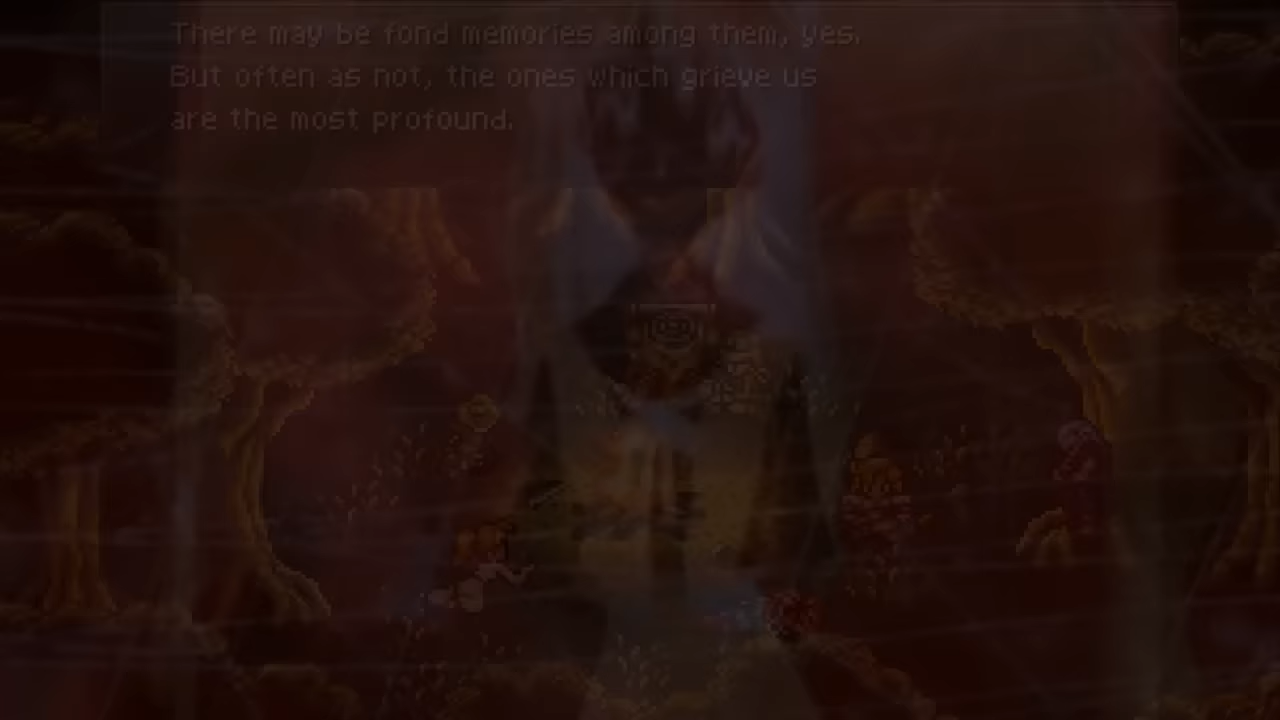 There may be fond memories among them, yes.
But often as not, the ones which grieve us
are the most profound.